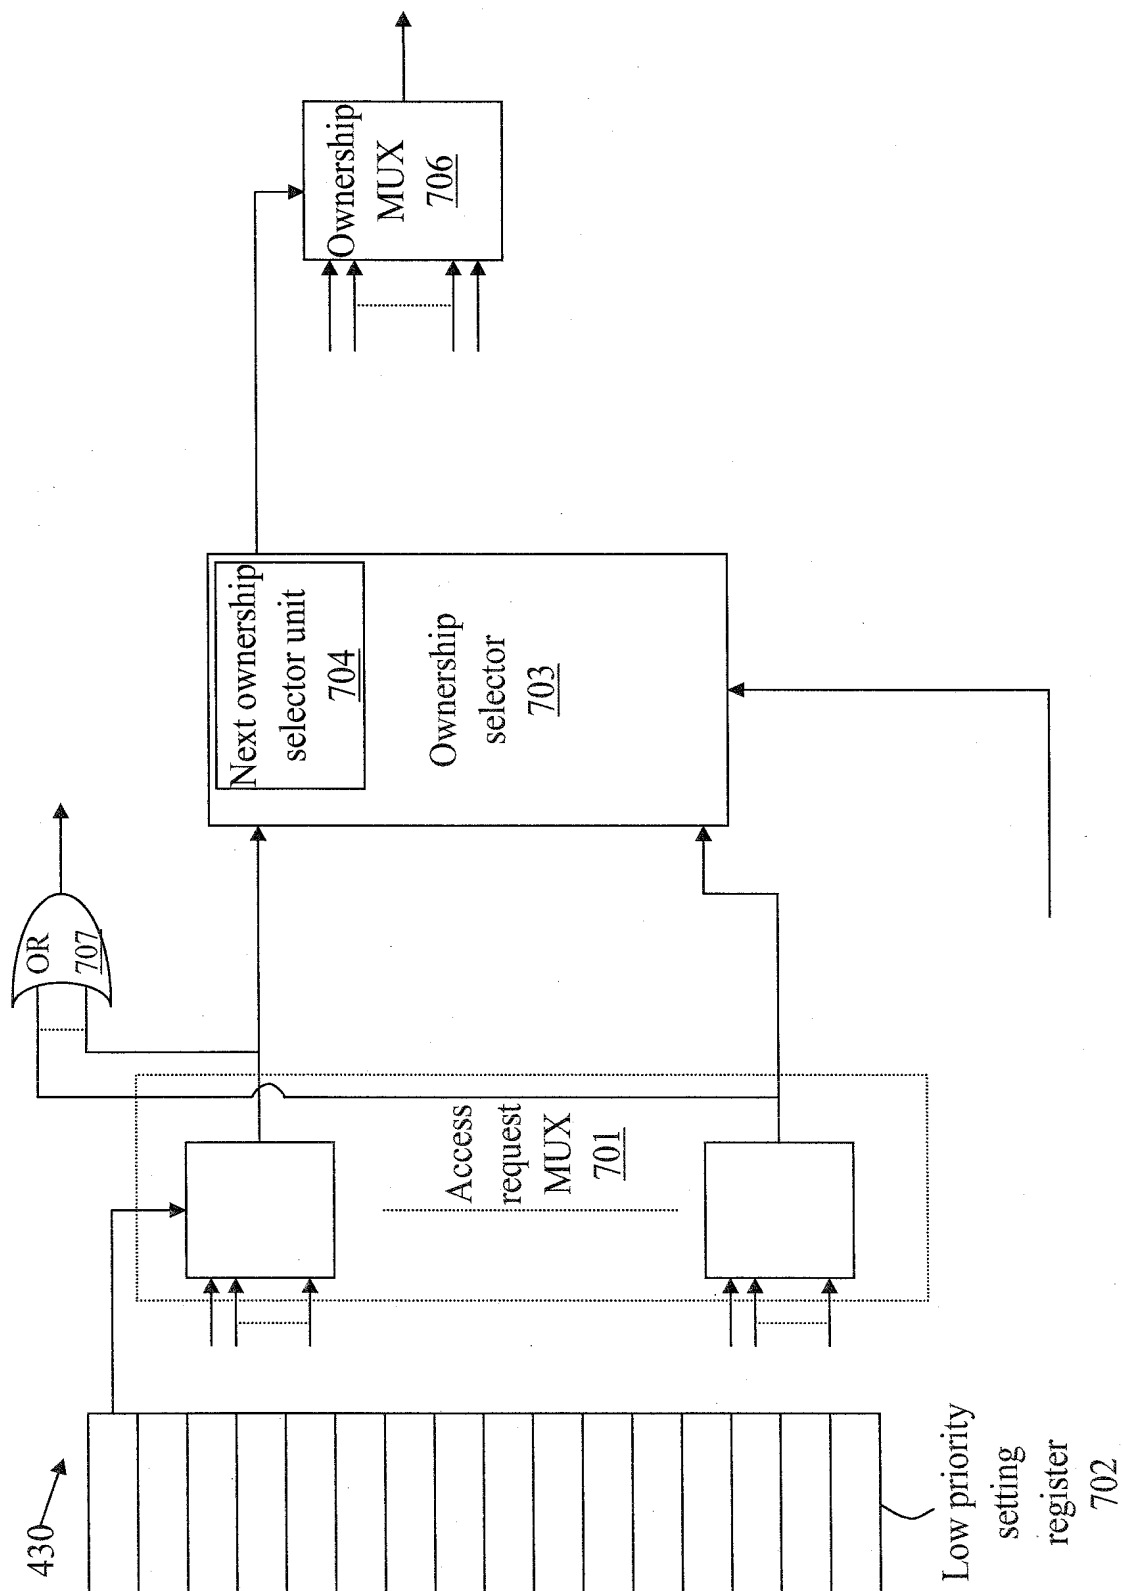 430
Low priority
setting
register
702
Access
request
MUX
701
OR
707
Next ownership
selector unit
704
Ownership
selector
703
Ownership
MUX
706